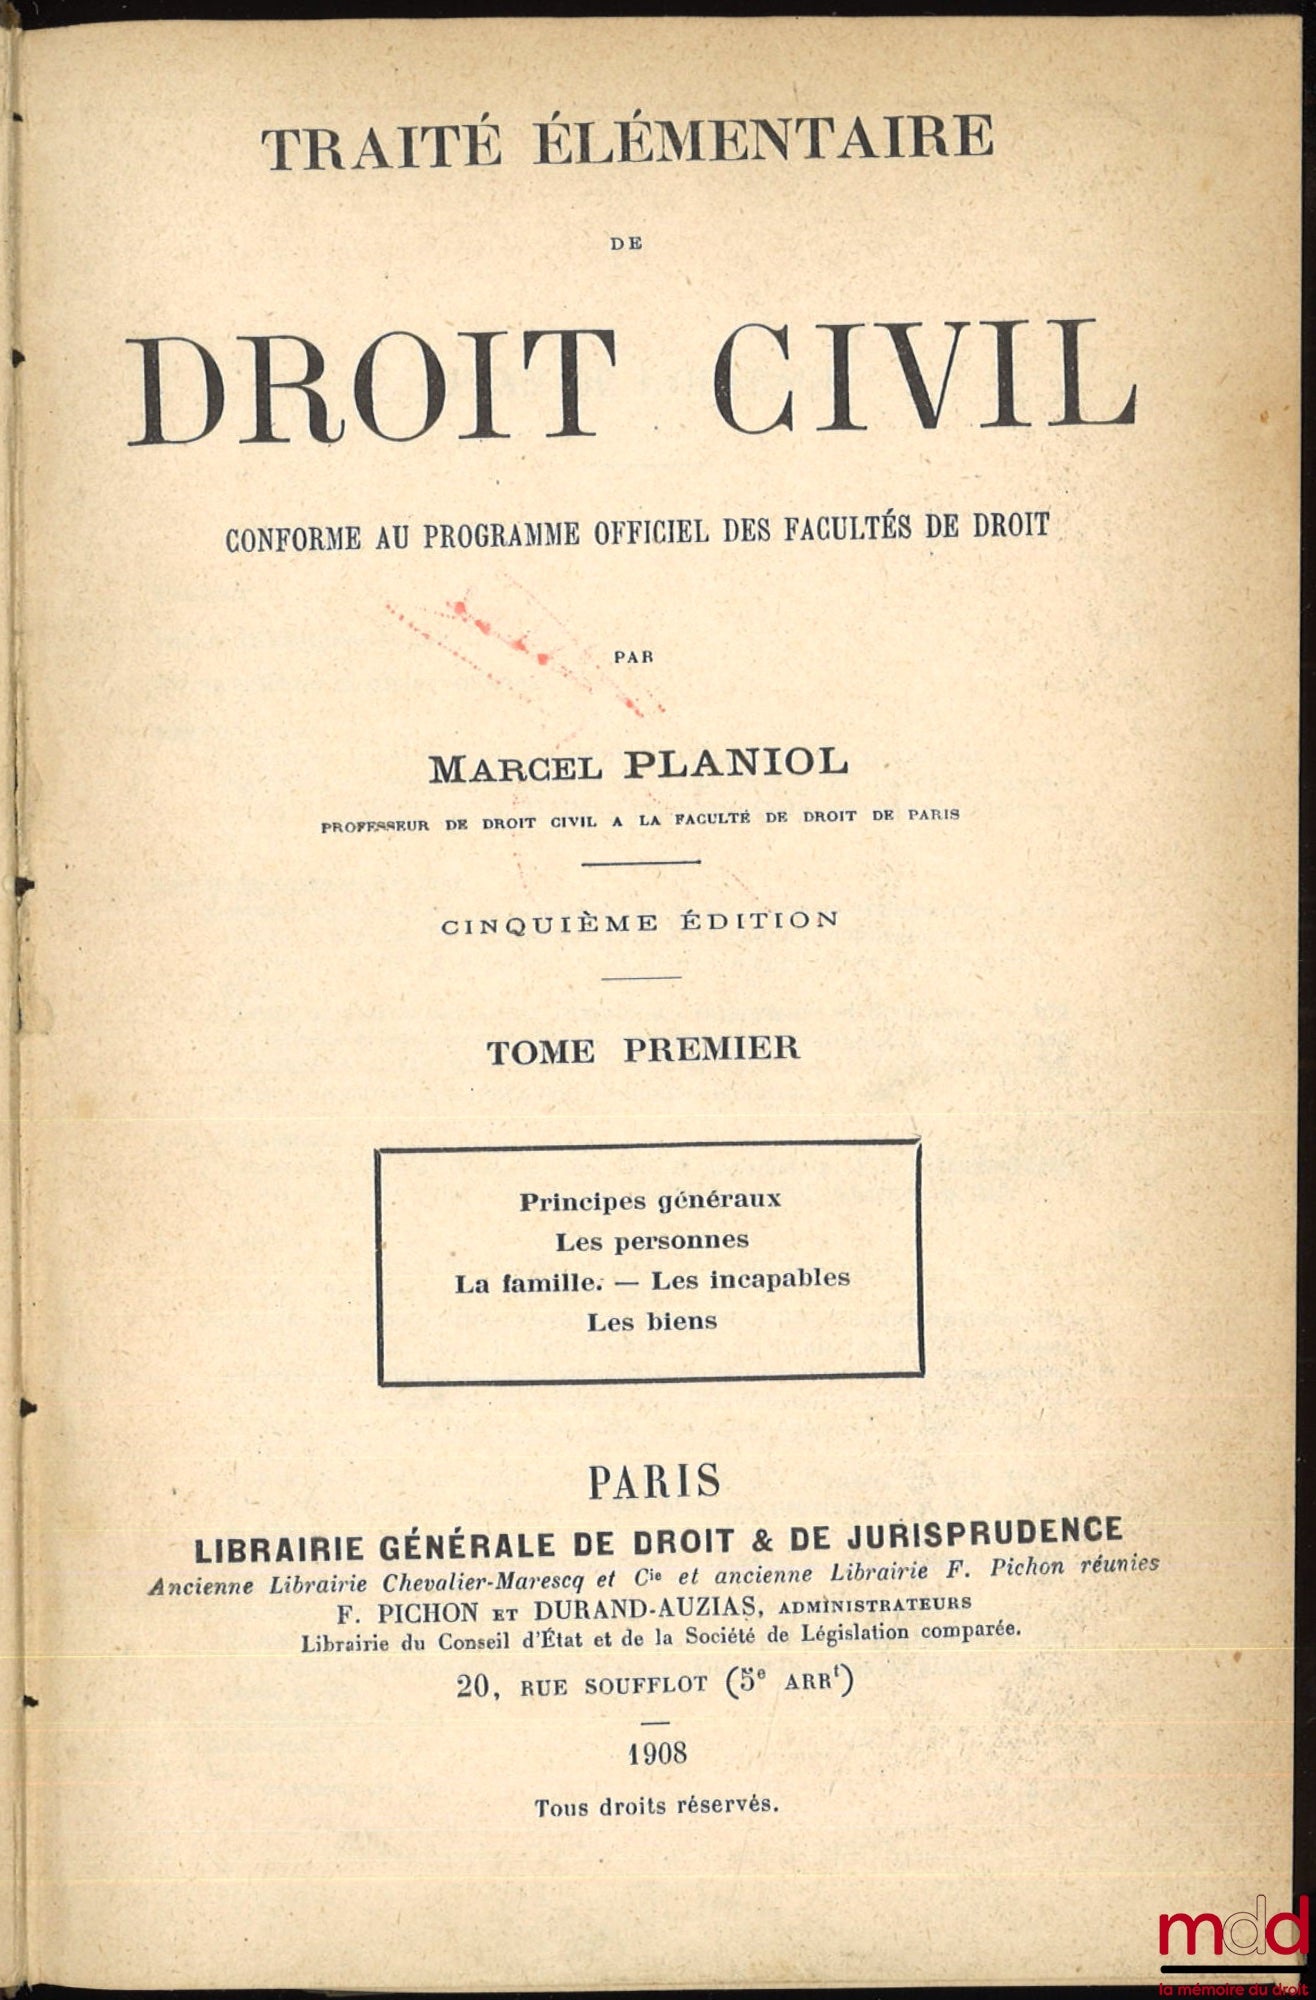 TRAITÉ ÉLÉMENTAIRE
DE
DROIT CIVIL
CONFORME AU PROGRAMME OFFICIEL DES FACULTÉS DE DROIT
PAR
MARCEL PLANIOL
PROFESSEUR DE DROIT CIVIL A LA FACULTÉ DE DROIT DE PARIS
CINQUIÈME ÉDITION
TOME PREMIER
Principes généraux
Les personnes
La famille. — Les incapables
Les biens
PARIS
LIBRAIRIE GÉNÉRALE DE DROIT & DE JURISPRUDENCE
Ancienne Librairie Chevalier-Marescq et Cie et ancienne Librairie F. Pichon réunies
F. PICHON ET DURAND-AUZIAS, ADMINISTRATEURS
Librairie du Conseil d'État et de la Société de Législation comparée.
20, RUE SOUFFLOT (5e ARRt)
1908
Tous droits réservés.
mdd
la mémoire du droit